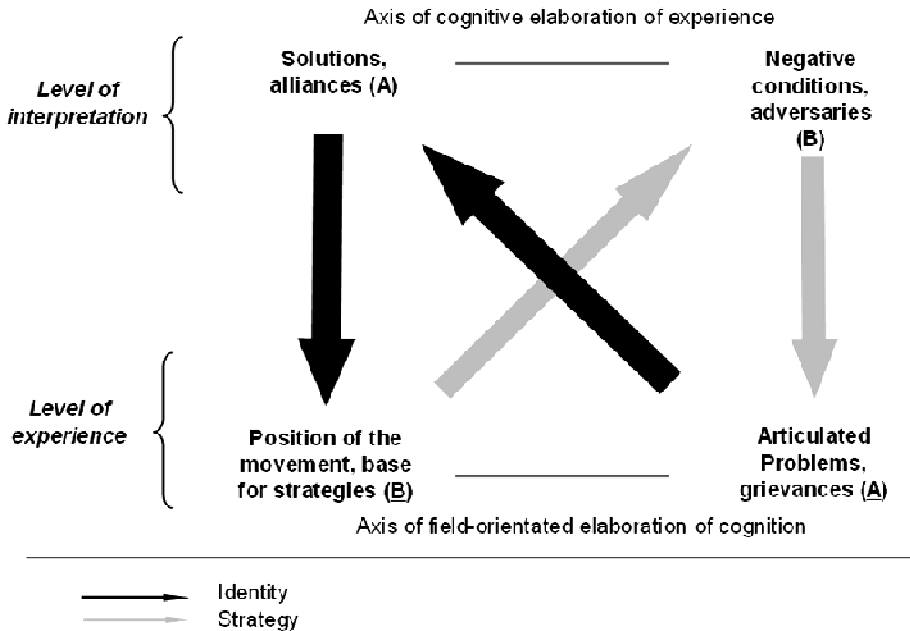 Axis of cognitive elaboration of experience
Solutions,
alliances (A)
Negative
conditions,
adversaries
(B)
Level of
interpretation
Level of
experience
Position of the
movement, base
for strategies (B)
Articulated
Problems,
grievances (A)
Axis of field-orientated elaboration of cognition
Identity
Strategy